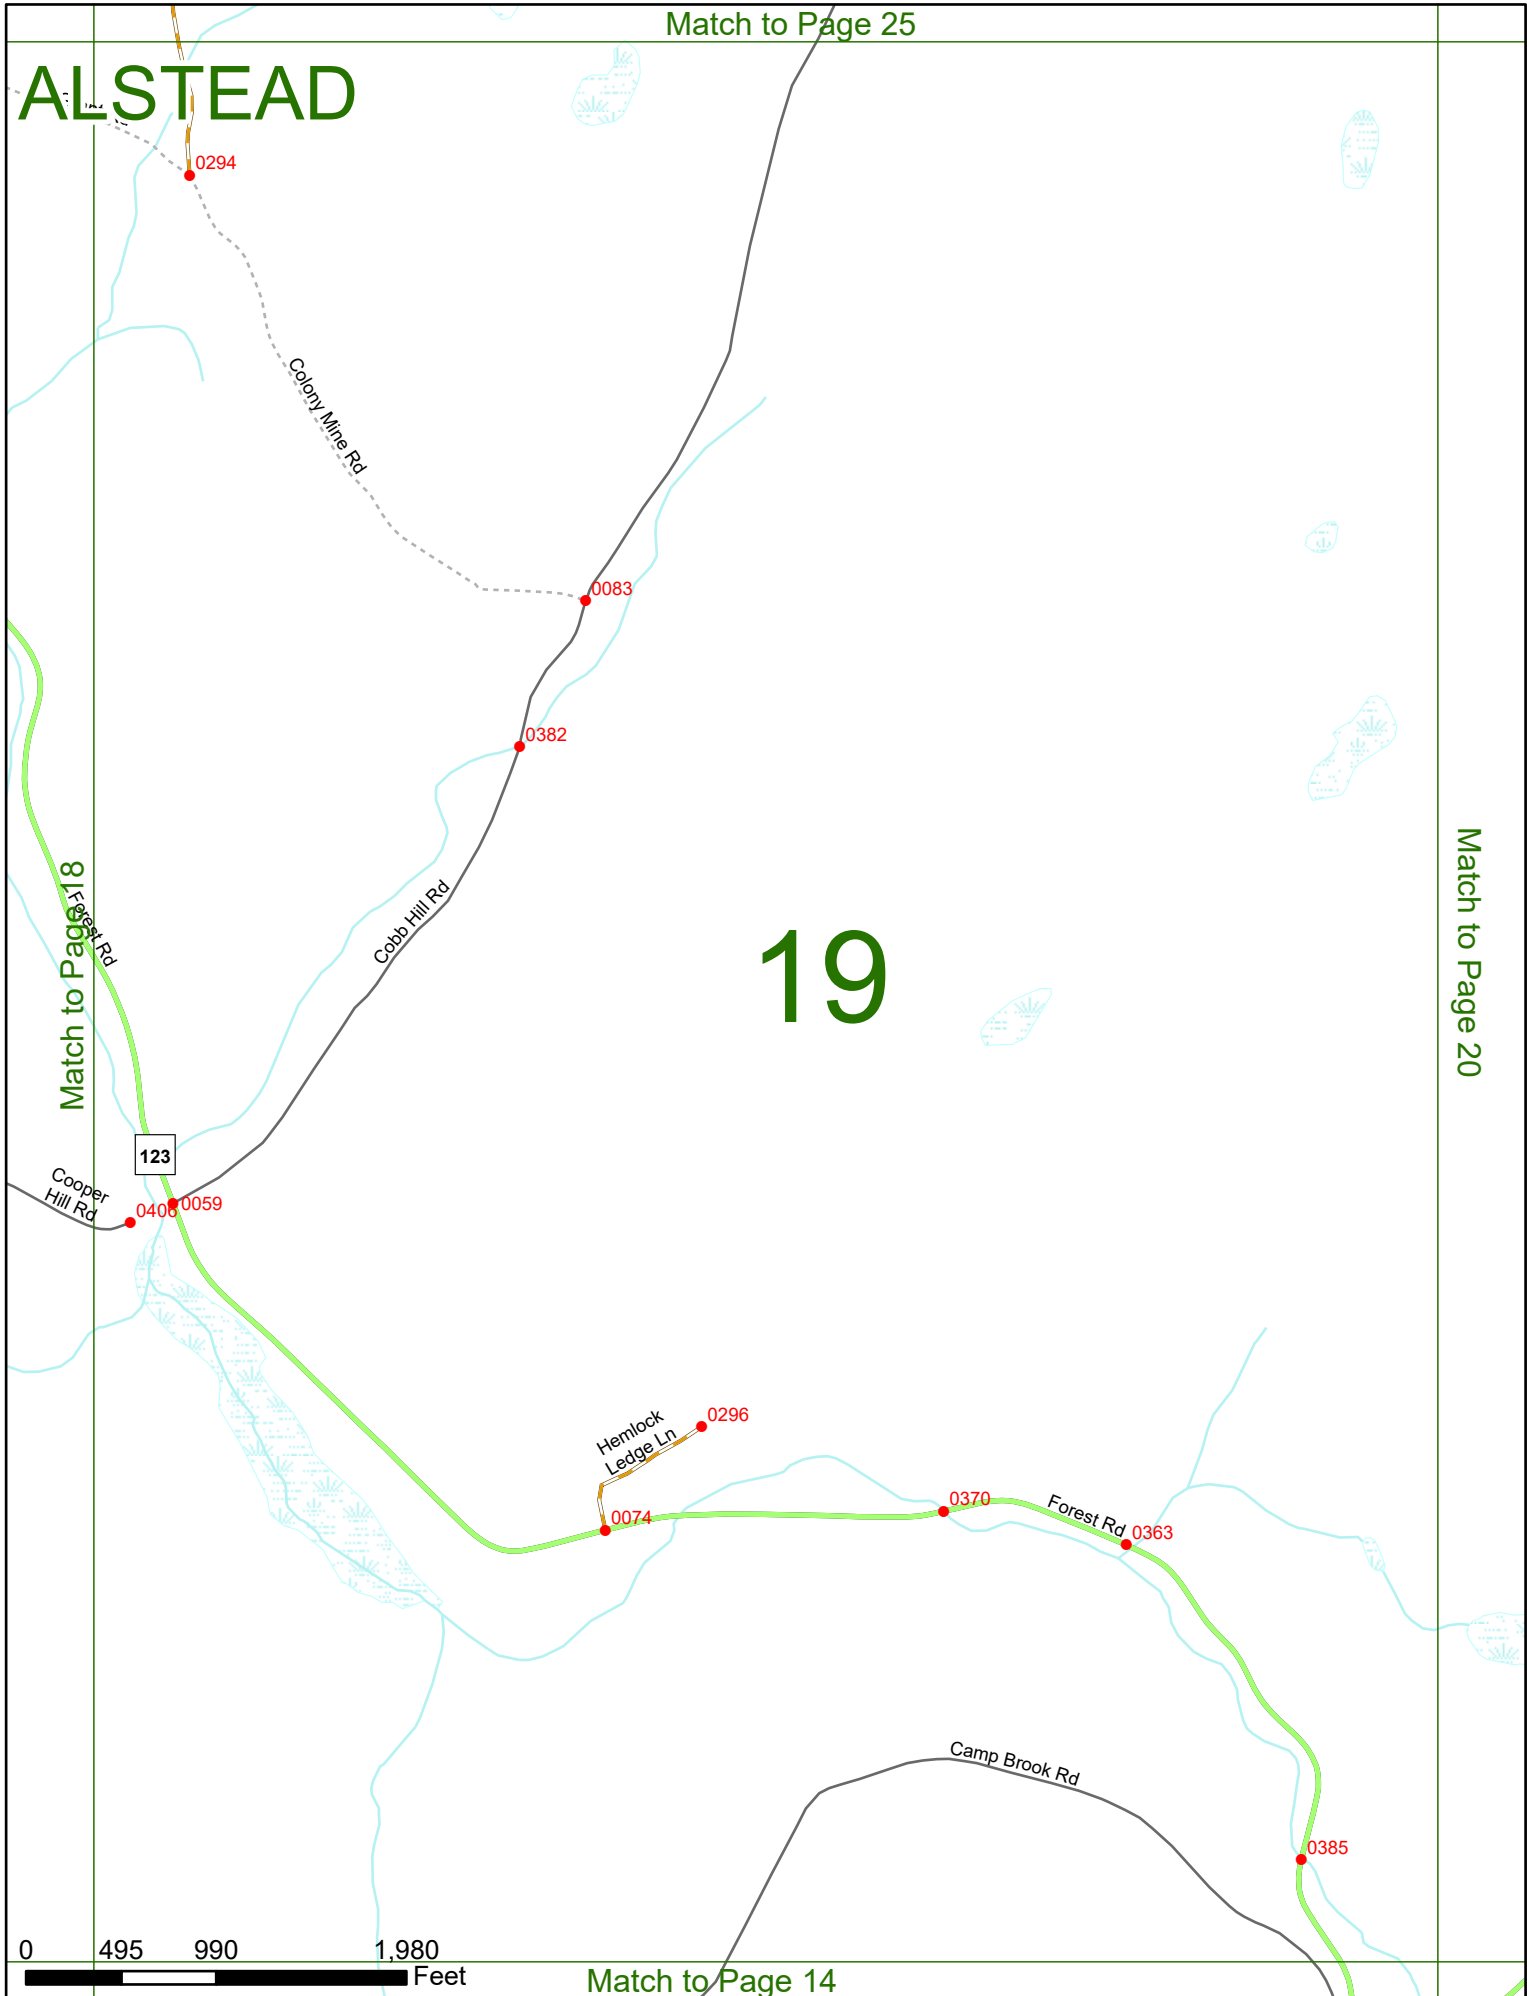 Match to Page 25
ALSTEAD
0294
Colony Mine Rd
0083
0382
Match to Page 18
Forest Rd
Cobb Hill Rd
19
Match to Page 20
123
Cooper
Hill Rd
0406
0059
Hemlock
Ledge Ln
0296
0074
0370
Forest Rd
0363
Camp Brook Rd
0385
0 495 990 1,980
Feet
Match to Page 14